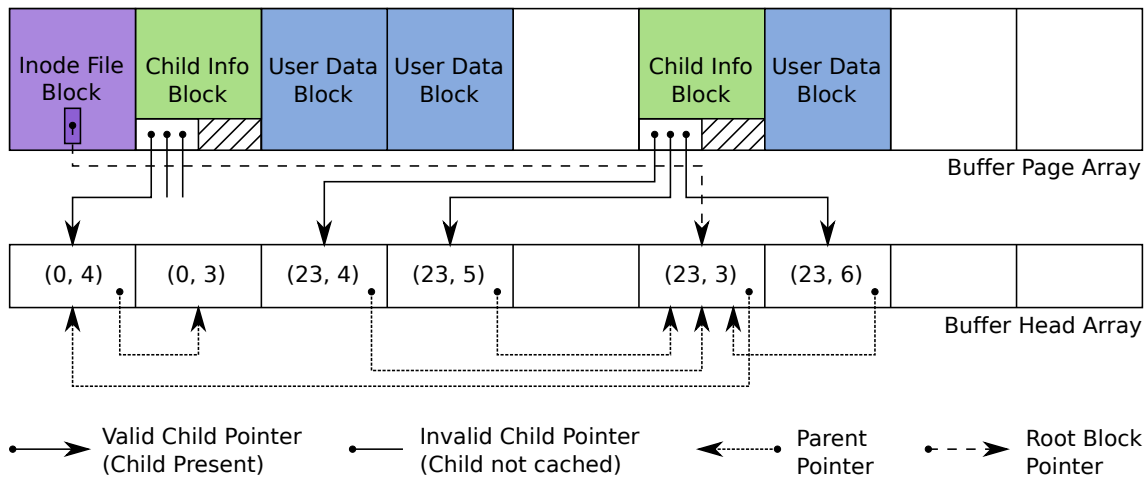 Inode File
Block
Child Info
Block
User Data
Block
User Data
Block
Child Info
Block
User Data
Block
Buffer Page Array
(0, 4)
(0, 3)
(23, 4)
(23, 5)
(23, 3)
(23, 6)
Buffer Head Array
Valid Child Pointer
(Child Present)
Invalid Child Pointer
(Child not cached)
Parent
Pointer
Root Block
Pointer